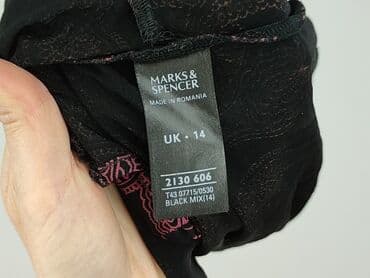 MARKS&
SPENCER
MADE IN ROMANIA
UK · 14
2130 606
T43 07715/0530
BLACK MIX(14)